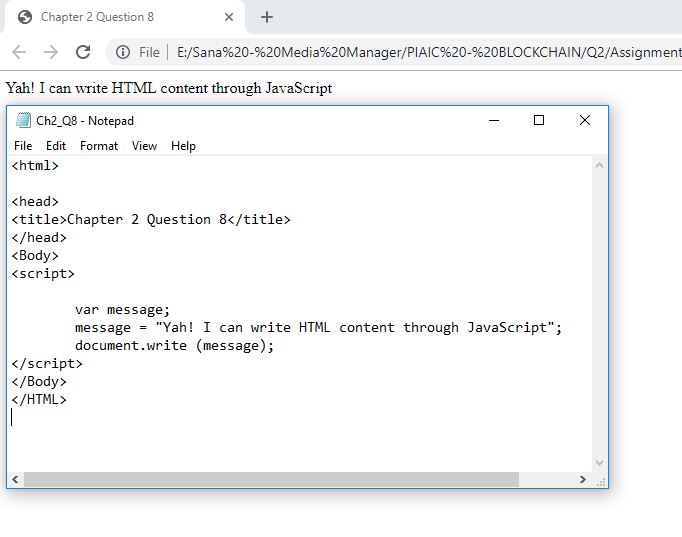 Chapter 2 Question 8
File | E:/Sana%20-%20Media%20Manager/PIAIC%20-%20BLOCKCHAIN/Q2/Assignment
Yah! I can write HTML content through JavaScript
Ch2_Q8 - Notepad
File Edit Format View Help
<html>
<head>
<title>Chapter 2 Question 8</title>
</head>
<Body>
<script>
var message;
message = "Yah! I can write HTML content through JavaScript";
document.write (message);
</script>
</Body>
</HTML>